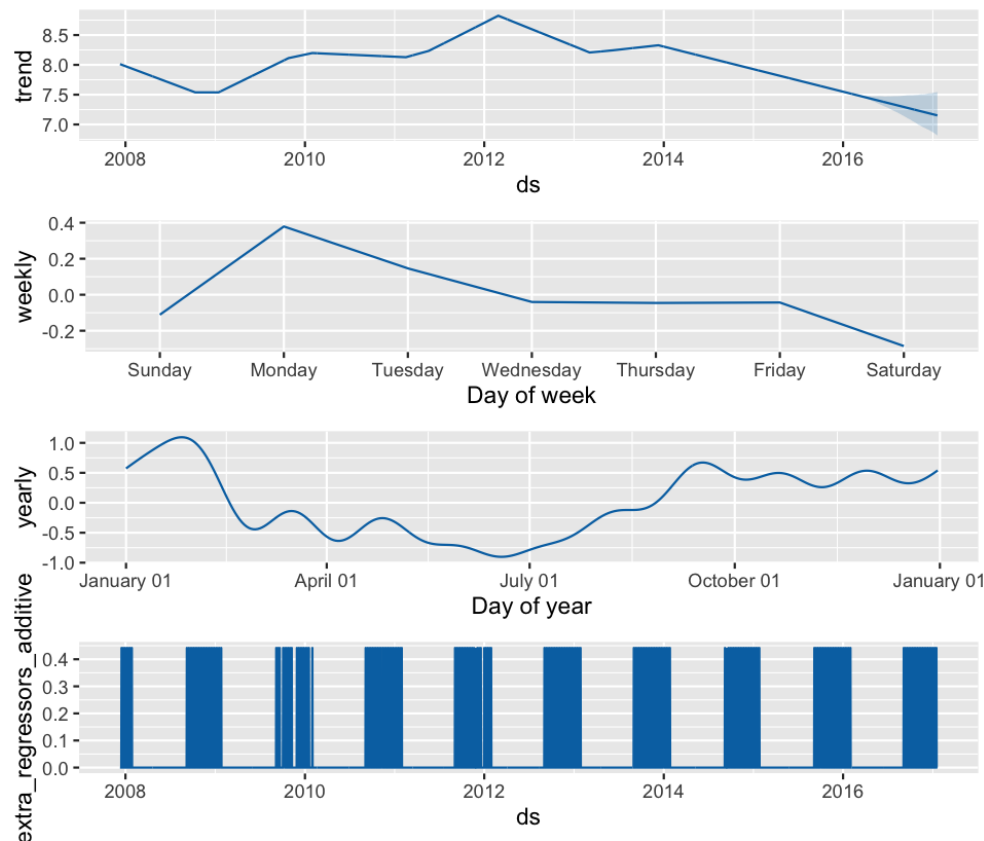 trend
8.5
8.0
7.5
7.0
2008 2010 2012 2014 2016
ds
weekly
0.4
0.2
0.0
-0.2
Sunday Monday Tuesday Wednesday Thursday Friday Saturday
Day of week
yearly
1.0
0.5
0.0
-0.5
-1.0
January 01 April 01 July 01 October 01 January 01
Day of year
extra_regressors_additive
0.4
0.3
0.2
0.1
0.0
2008 2010 2012 2014 2016
ds